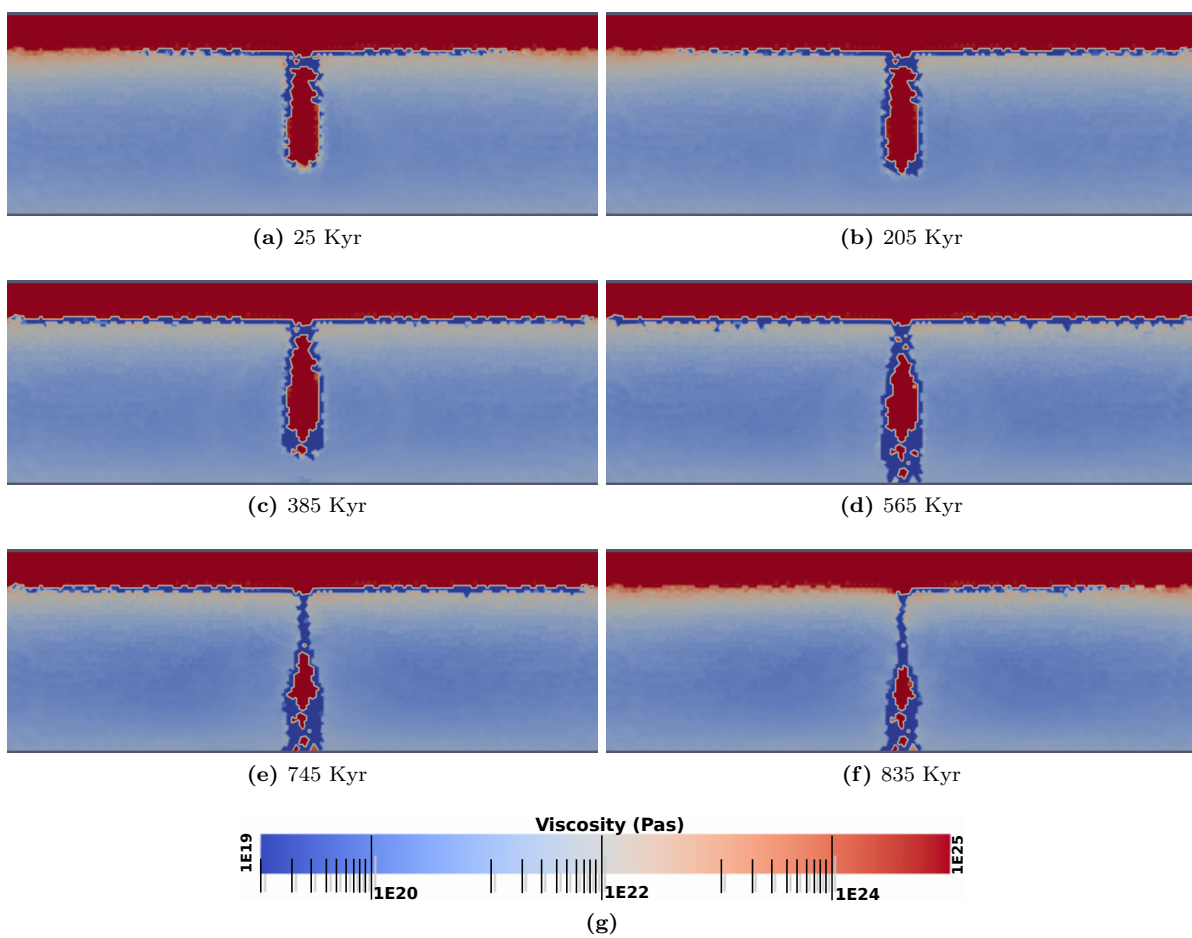 (a) 25 Kyr
(b) 205 Kyr
(c) 385 Kyr
(d) 565 Kyr
(e) 745 Kyr
(f) 835 Kyr
Viscosity (Pas)
1E19
1E25
1E20
1E22
1E24
(g)